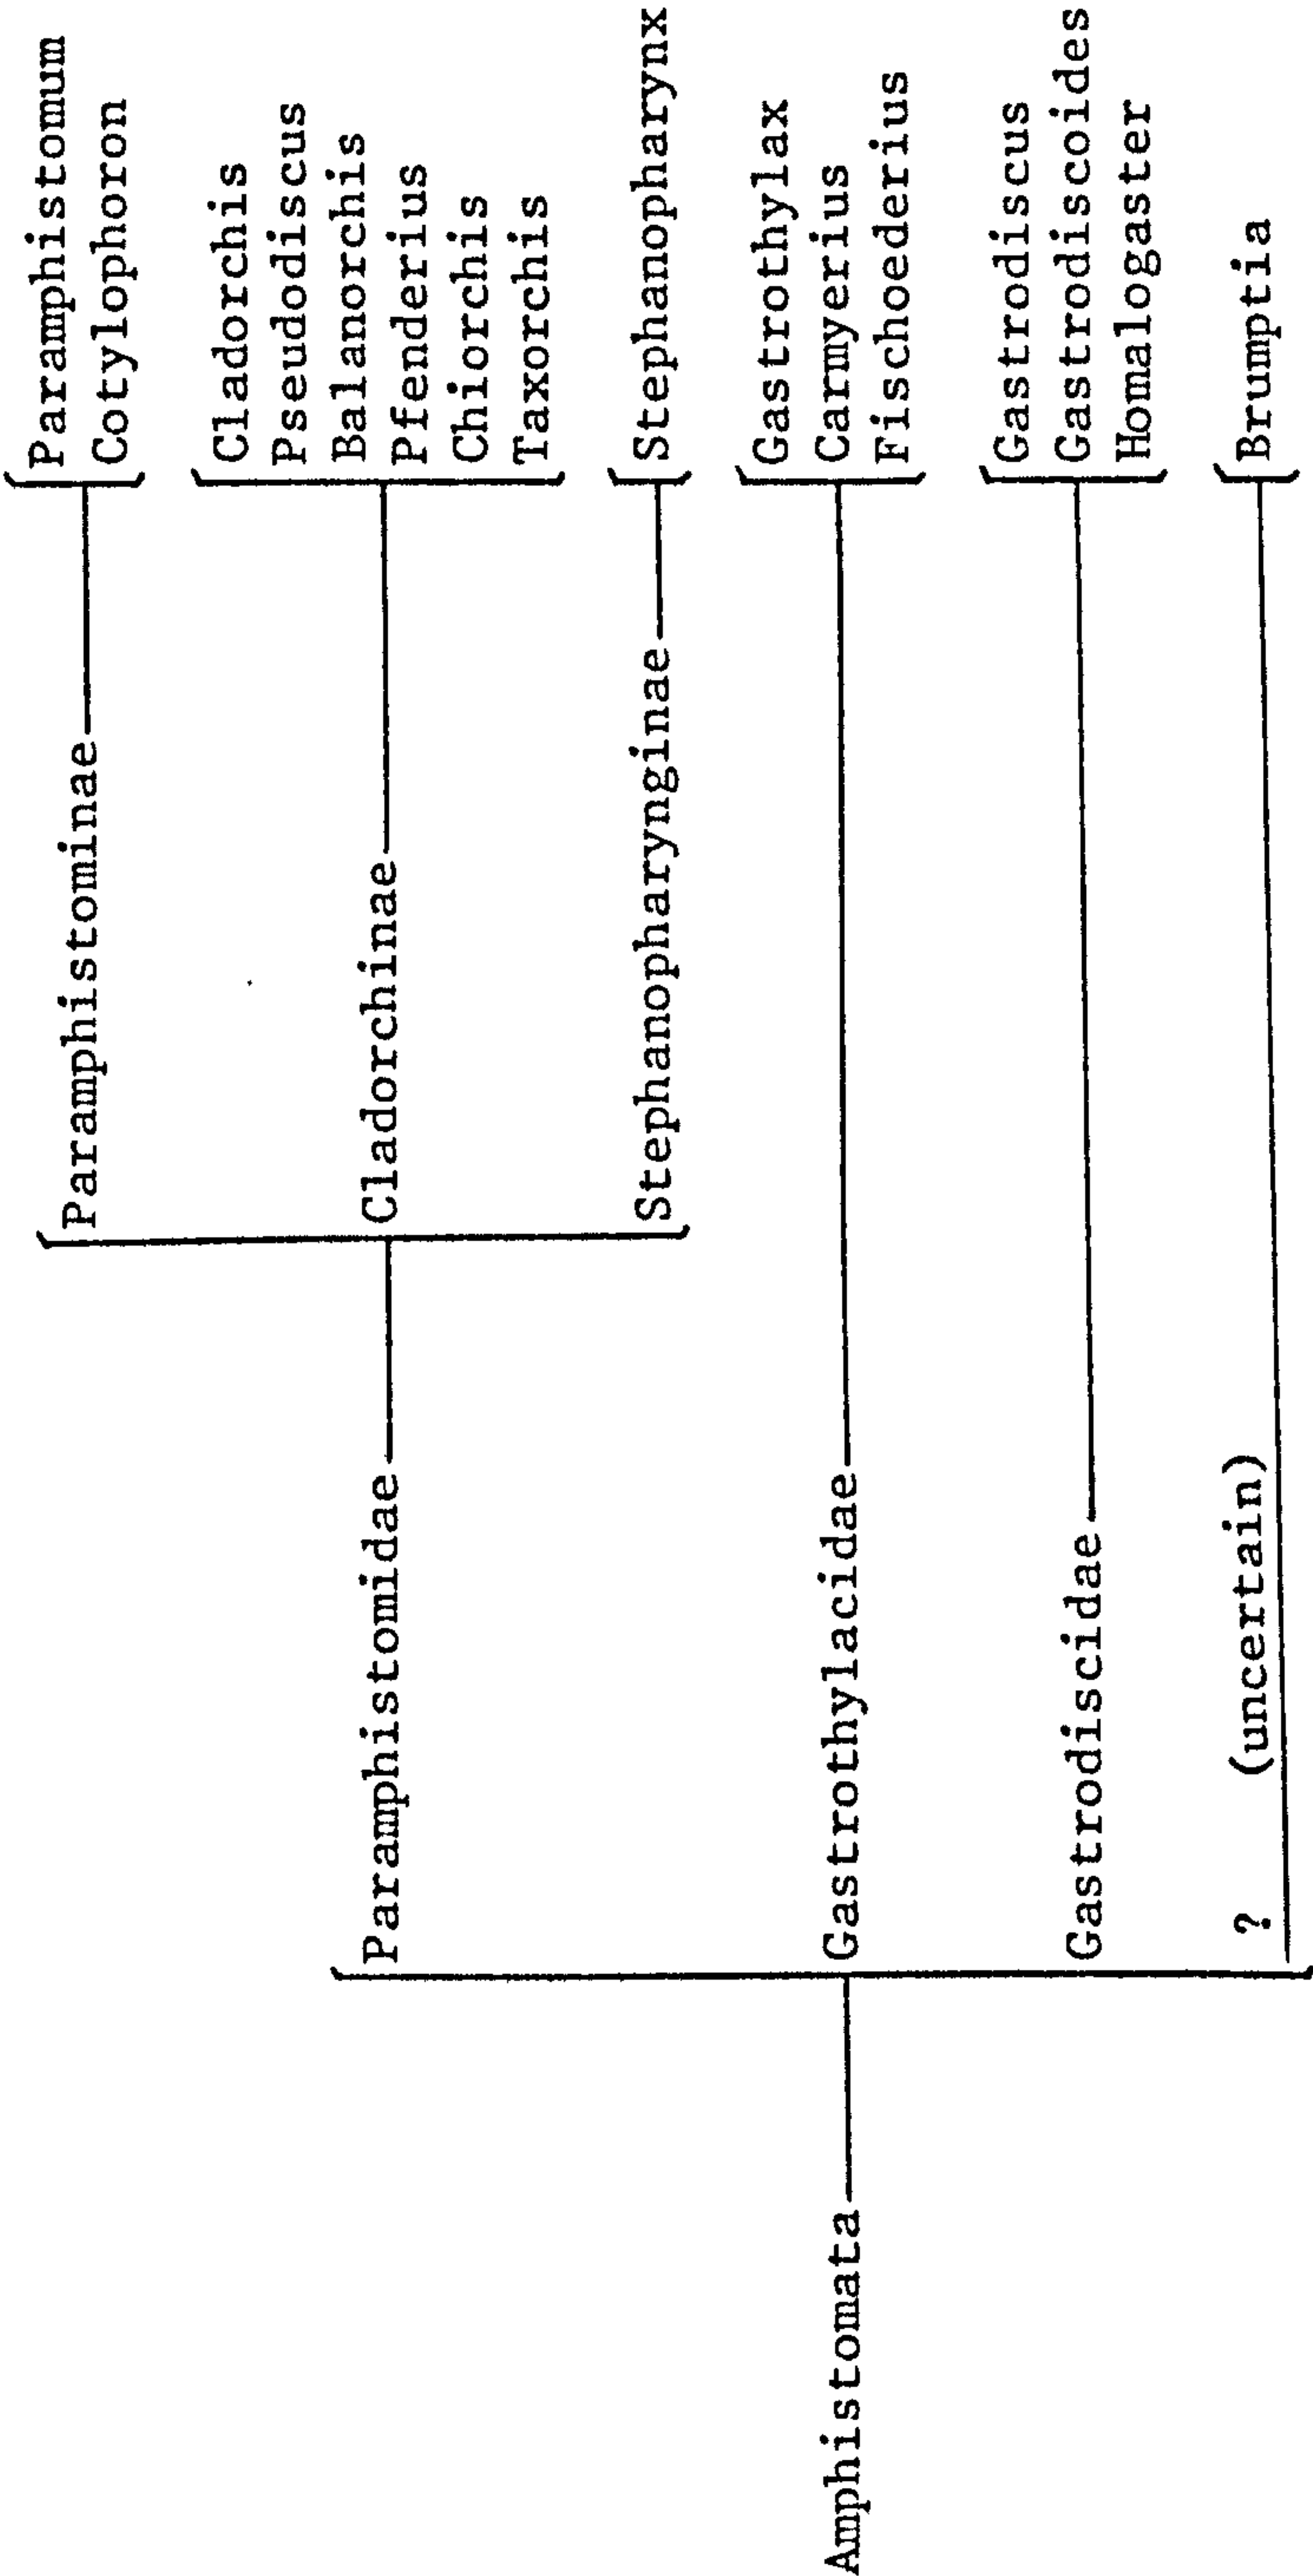 Amphistomata
Paramphistomidae
Paramphistominae
Paramphistomum
Cotylophoron
Cladorchinae
Cladorchis
Pseudodiscus
Balanorchis
Pfenderius
Chiorchis
Taxorchis
Stephanopharynginae
Stephanopharynx
Gastrothylacidae
Gastrothylax
Carmyerius
Fischoederius
Gastrodiscidae
Gastrodiscus
Gastrodiscoides
Homalogaster
? (uncertain)
Brumptia